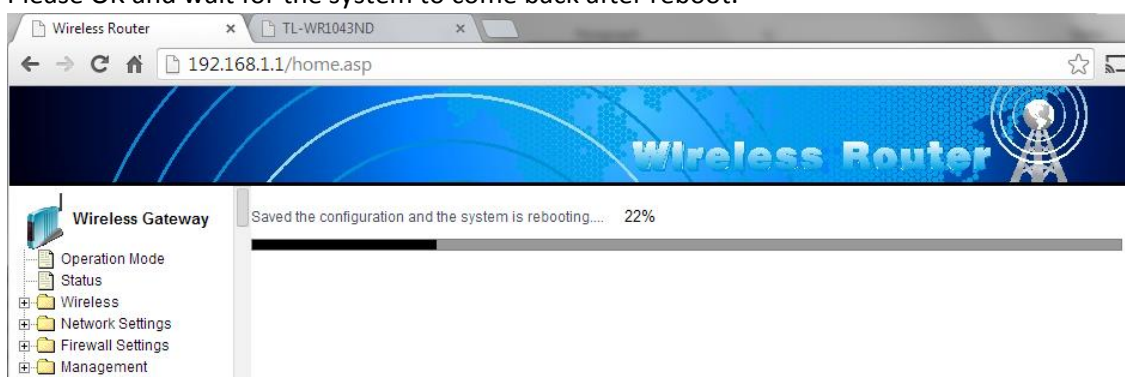 Please OK and wait for the system to come back after reboot.
Wireless Router
TL-WR1043ND
192.168.1.1/home.asp
Wireless Router
Wireless Gateway
Saved the configuration and the system is rebooting.... 22%
Operation Mode
Status
Wireless
Network Settings
Firewall Settings
Management